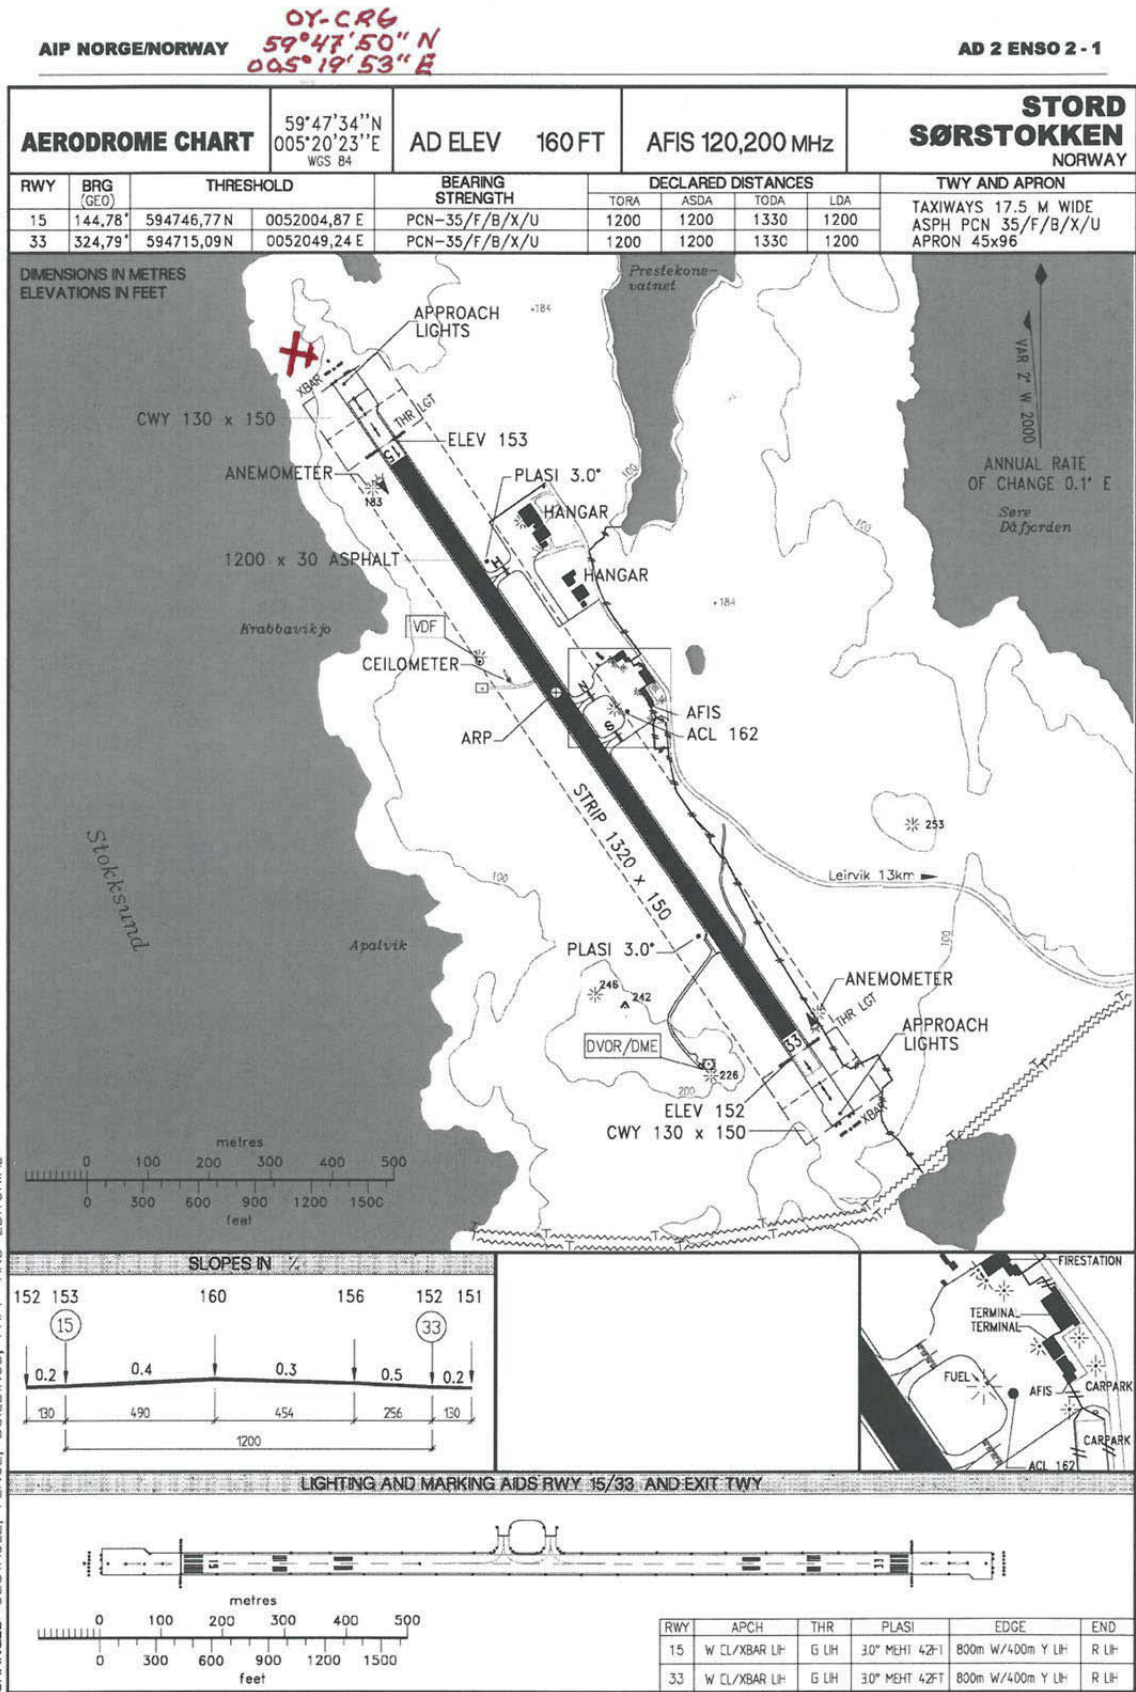 OY-CRG
59°47'50" N
005°19'53" E
AIP NORGE/NORWAY
AD 2 ENSO 2 - 1
AERODROME CHART
59°47'34''N
005°20'23''E
WGS 84
AD ELEV 160 FT
AFIS 120,200 MHz
STORD
SØRSTOKKEN
NORWAY
RWY BRG (GEO) THRESHOLD BEARING STRENGTH DECLARED DISTANCES TWY AND APRON
TORA ASDA TODA LDA
15 144,78° 594746,77 N 0052004,87 E PCN-35/F/B/X/U 1200 1200 1330 1200
33 324,79° 594715,09 N 0052049,24 E PCN-35/F/B/X/U 1200 1200 1330 1200
TAXIWAYS 17.5 M WIDE
ASPH PCN 35/F/B/X/U
APRON 45x96
DIMENSIONS IN METRES
ELEVATIONS IN FEET
Prestekone-
vatnet
184
APPROACH
LIGHTS
XBAR
VAR 2° W 2000
CWY 130 x 150
THR LGT
ELEV 153
15
ANEMOMETER
183
PLASI 3.0°
100
ANNUAL RATE
OF CHANGE 0.1' E
Søre
Dåfjorden
HANGAR
100
1200 x 30 ASPHALT
H
HANGAR
184
Krabbavikjo
VDF
CEILOMETER
N
AFIS
ACL 162
ARP
S
STRIP 1320 x 150
253
Stokksund
100
Leirvik 13km
Apalvik
PLASI 3.0°
100
246
242
ANEMOMETER
THR LGT
DVOR/DME
33
APPROACH
LIGHTS
226
200
ELEV 152
XBAR
CWY 130 x 150
metres
0 100 200 300 400 500
0 300 600 900 1200 1500
feet
SLOPES IN %
152 153 160 156 152 151
15 33
0.2 0.4 0.3 0.5 0.2
130 490 454 256 130
1200
FIRESTATION
TERMINAL
TERMINAL
FUEL
AFIS
CARPARK
CARPARK
ACL 162
LIGHTING AND MARKING AIDS RWY 15/33 AND EXIT TWY
15 33
metres
0 100 200 300 400 500
0 300 600 900 1200 1500
feet
RWY APCH THR PLASI EDGE END
15 W CL/XBAR LIH G LIH 3.0° MEHT 42FT 800m W/400m Y LIH R LIH
33 W CL/XBAR LIH G LIH 3.0° MEHT 42FT 800m W/400m Y LIH R LIH